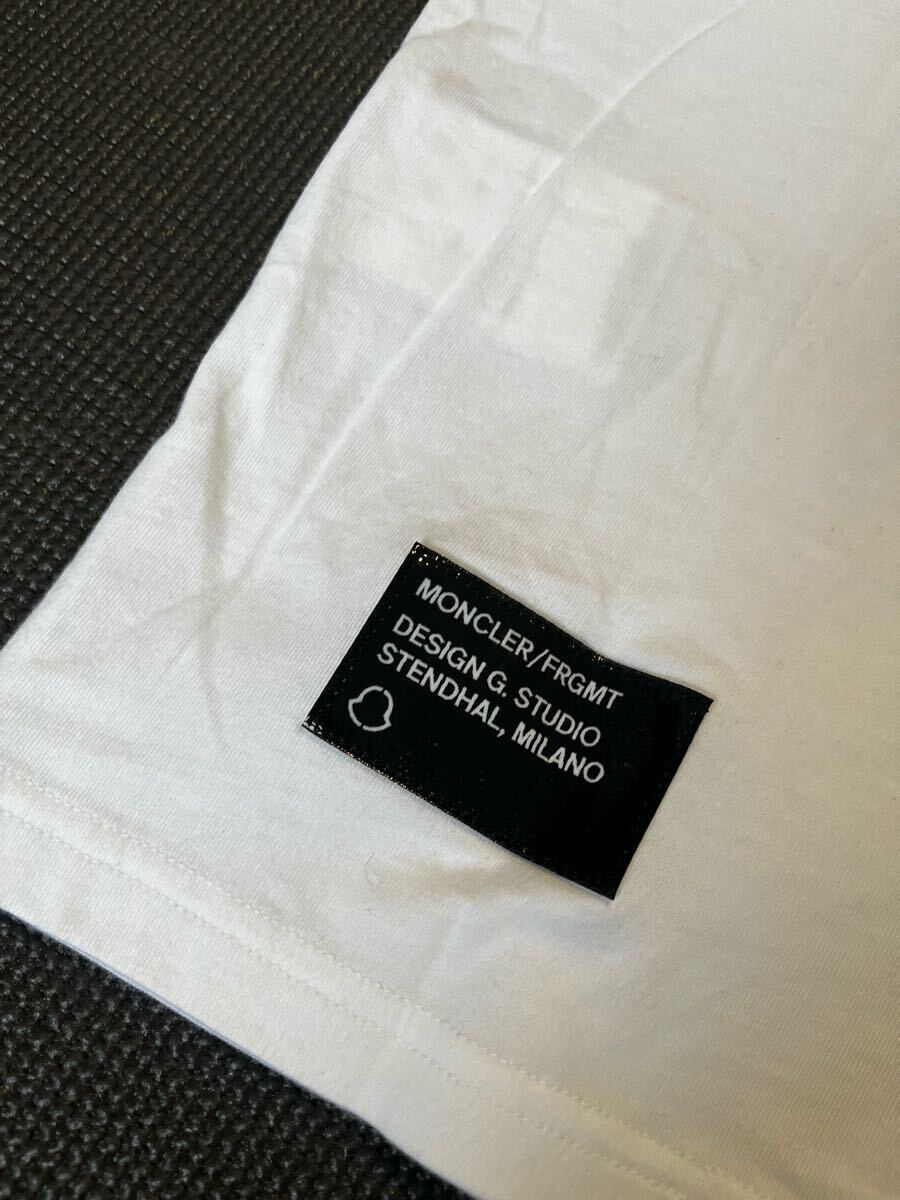 MONCLER/FRGMT
DESIGN G. STUDIO
STENDHAL, MILANO